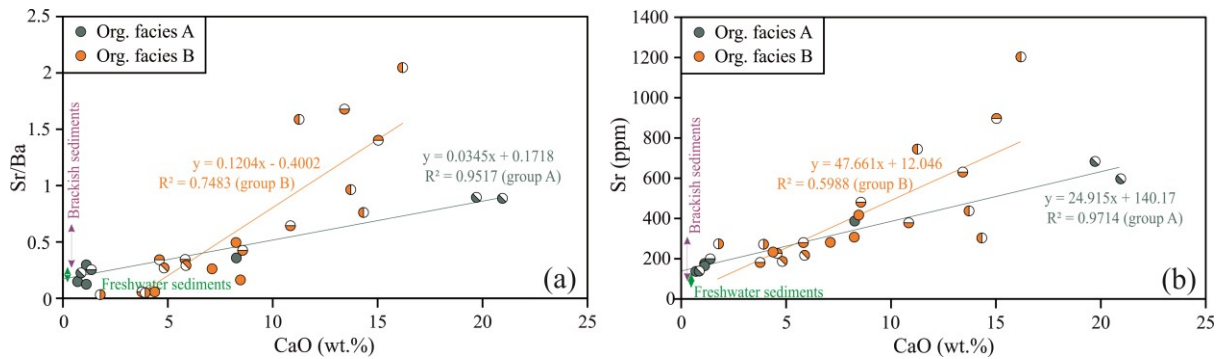 Org. facies A
Org. facies B
2.5
2
1.5
1
0.5
0
Sr/Ba
Brackish sediments
Freshwater sediments
y = 0.1204x - 0.4002
R² = 0.7483 (group B)
y = 0.0345x + 0.1718
R² = 0.9517 (group A)
(a)
0 5 10 15 20 25
CaO (wt.%)
Org. facies A
Org. facies B
1400
1200
1000
800
600
400
200
0
Sr (ppm)
Brackish sediments
Freshwater sediments
y = 47.661x + 12.046
R² = 0.5988 (group B)
y = 24.915x + 140.17
R² = 0.9714 (group A)
(b)
0 5 10 15 20 25
CaO (wt.%)